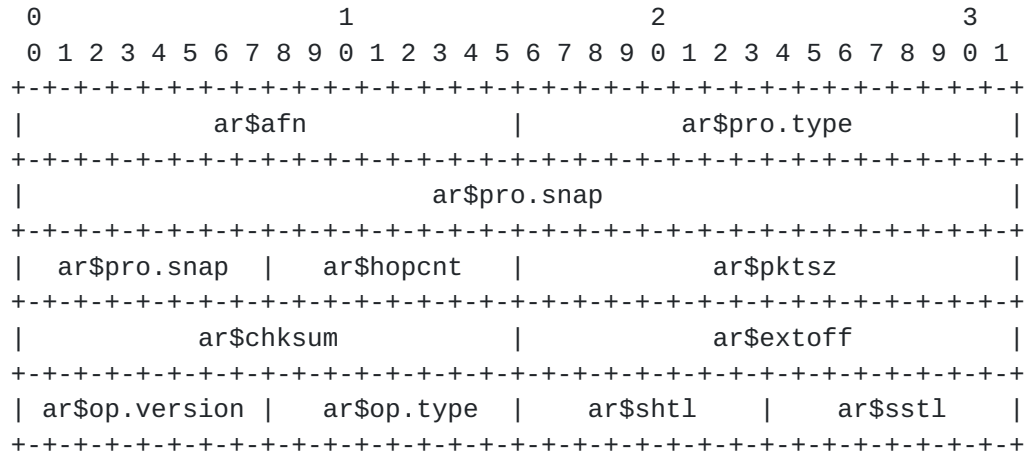 0                   1                   2                   3
 0 1 2 3 4 5 6 7 8 9 0 1 2 3 4 5 6 7 8 9 0 1 2 3 4 5 6 7 8 9 0 1
+-+-+-+-+-+-+-+-+-+-+-+-+-+-+-+-+-+-+-+-+-+-+-+-+-+-+-+-+-+-+-+-+
|            ar$afn             |          ar$pro.type          |
+-+-+-+-+-+-+-+-+-+-+-+-+-+-+-+-+-+-+-+-+-+-+-+-+-+-+-+-+-+-+-+-+
|                          ar$pro.snap                          |
+-+-+-+-+-+-+-+-+-+-+-+-+-+-+-+-+-+-+-+-+-+-+-+-+-+-+-+-+-+-+-+-+
|  ar$pro.snap  |   ar$hopcnt   |            ar$pktsz           |
+-+-+-+-+-+-+-+-+-+-+-+-+-+-+-+-+-+-+-+-+-+-+-+-+-+-+-+-+-+-+-+-+
|           ar$chksum           |            ar$extoff          |
+-+-+-+-+-+-+-+-+-+-+-+-+-+-+-+-+-+-+-+-+-+-+-+-+-+-+-+-+-+-+-+-+
| ar$op.version |   ar$op.type  |    ar$shtl    |    ar$sstl    |
+-+-+-+-+-+-+-+-+-+-+-+-+-+-+-+-+-+-+-+-+-+-+-+-+-+-+-+-+-+-+-+-+